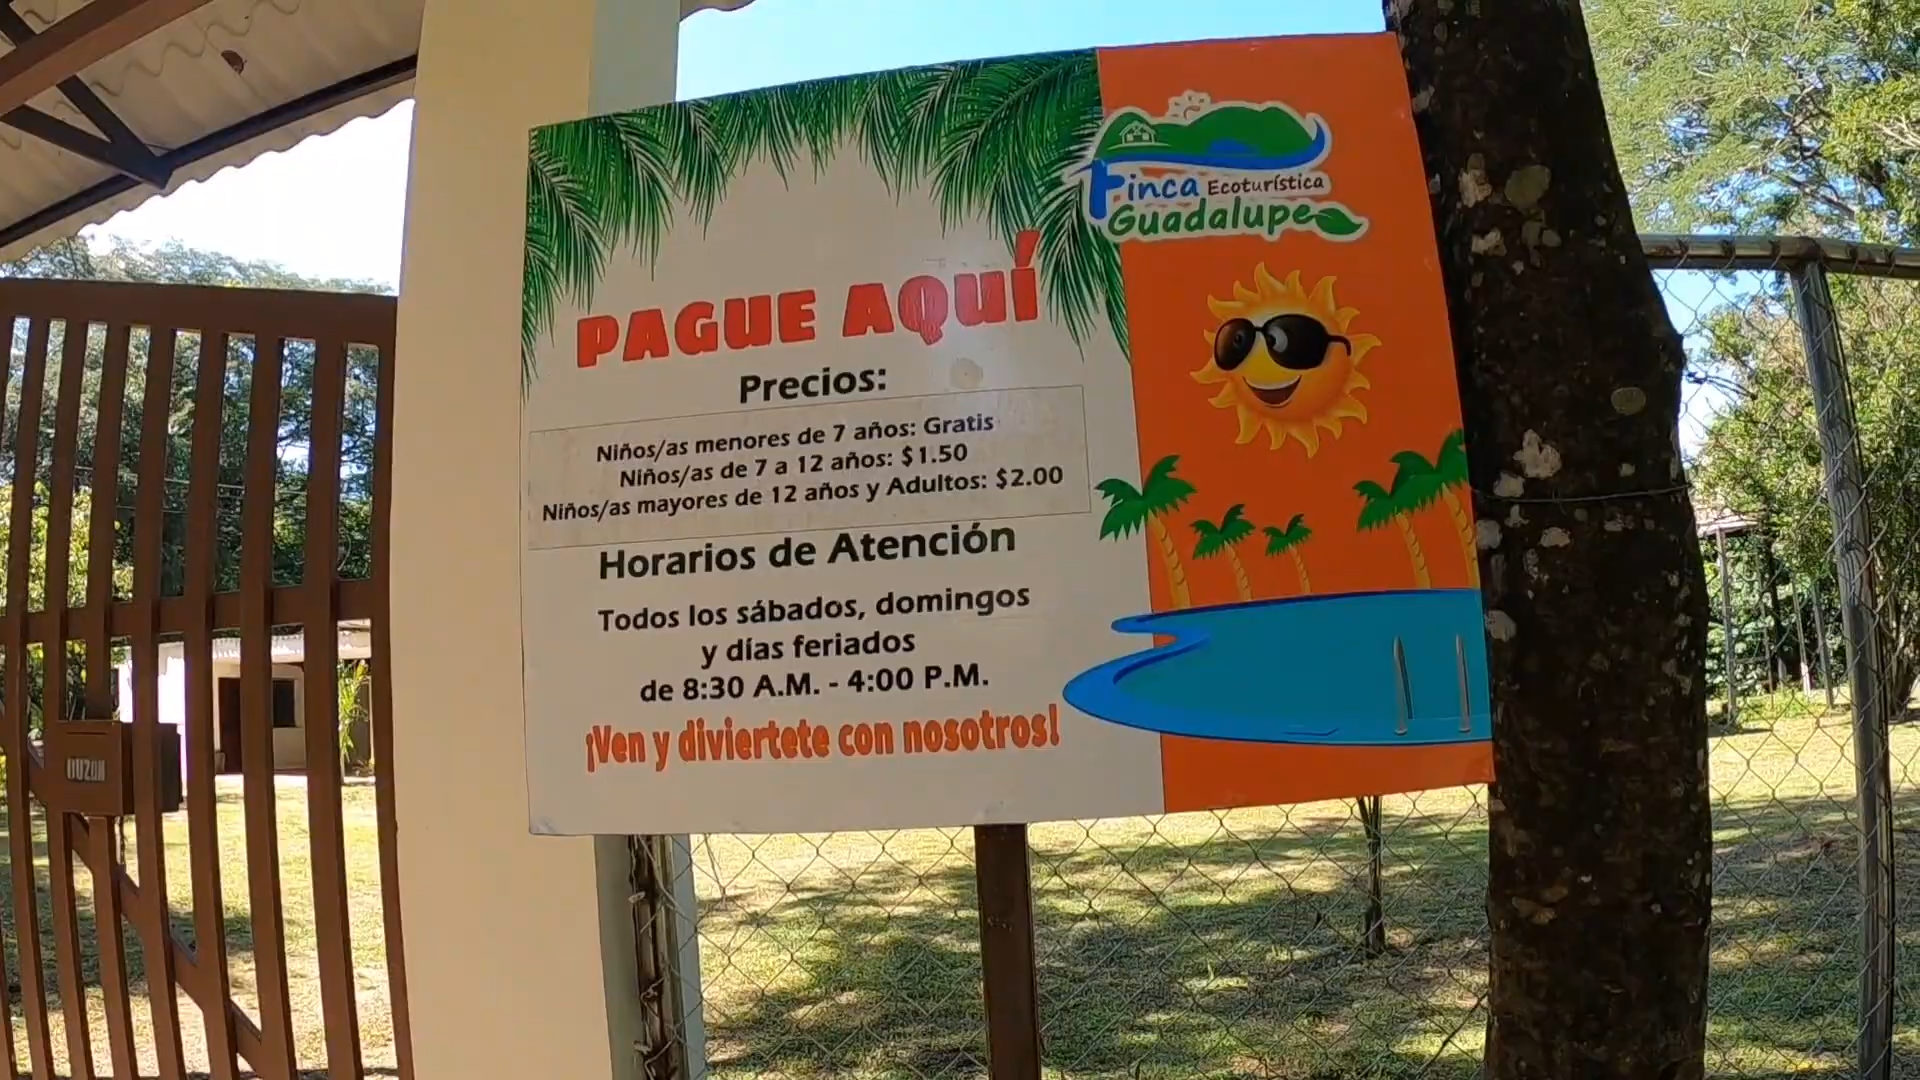 Finca Ecoturística
Guadalupe
PAGUE AQUÍ
Precios:
Niños/as menores de 7 años: Gratis
Niños/as de 7 a 12 años: $1.50
Niños/as mayores de 12 años y Adultos: $2.00
Horarios de Atención
Todos los sábados, domingos
y días feriados
de 8:30 A.M. - 4:00 P.M.
¡Ven y diviertete con nosotros!